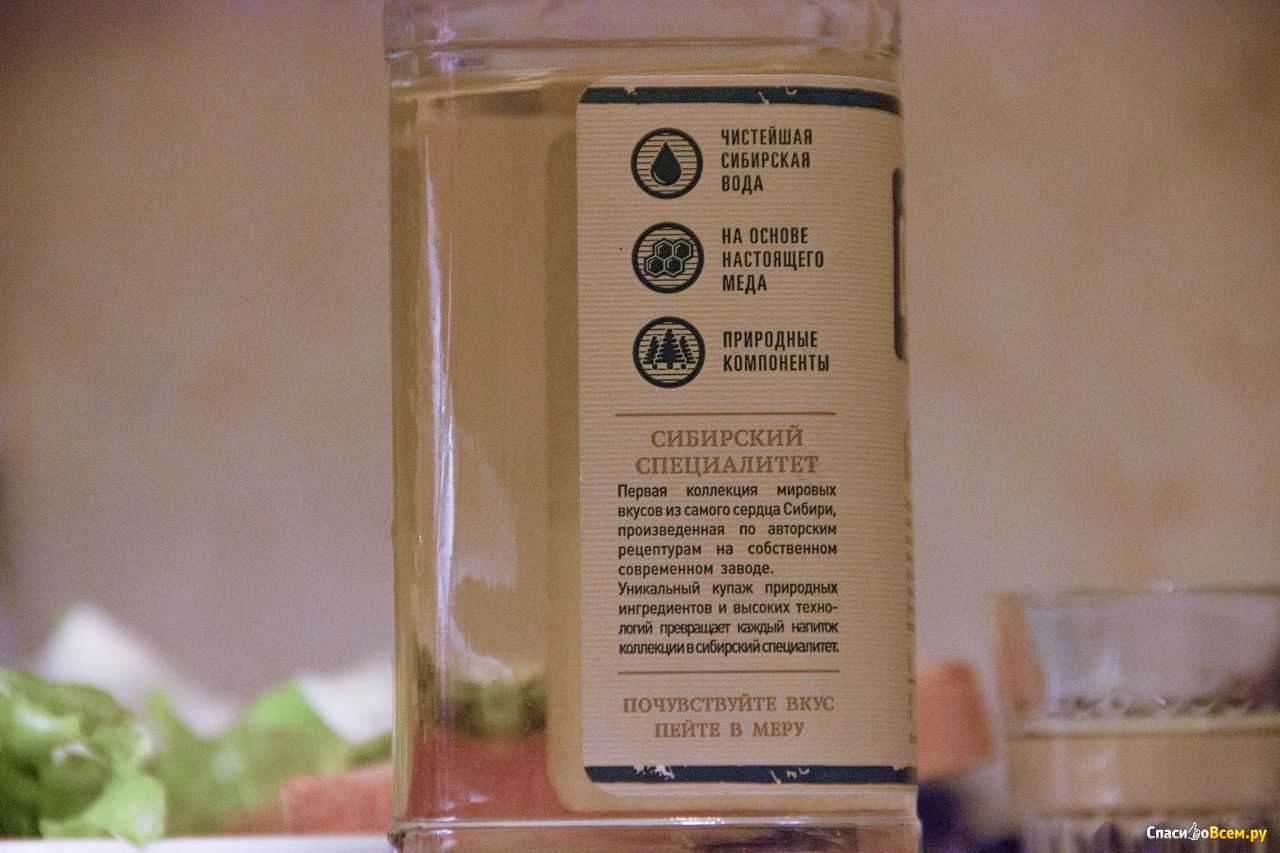 ЧИСТЕЙШАЯ
СИБИРСКАЯ
ВОДА
НА ОСНОВЕ
НАСТОЯЩЕГО
МЕДА
ПРИРОДНЫЕ
КОМПОНЕНТЫ
СИБИРСКИЙ
СПЕЦИАЛИТЕТ
Первая коллекция мировых
вкусов из самого сердца Сибири,
произведенная по авторским
рецептурам на собственном
современном заводе.
Уникальный купаж природных
ингредиентов и высоких техно-
логий превращает каждый напиток
коллекции в сибирский специалитет.
ПОЧУВСТВУЙТЕ ВКУС
ПЕЙТЕ В МЕРУ
СпасибоВсем.ру